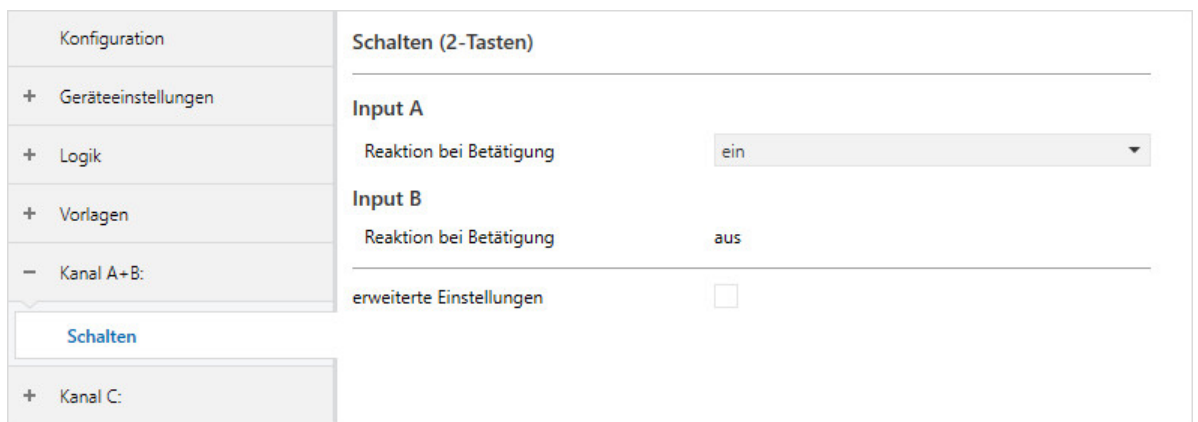 Konfiguration
+ Geräteeinstellungen
+ Logik
+ Vorlagen
− Kanal A+B:
Schalten
+ Kanal C:
Schalten (2-Tasten)
Input A
Reaktion bei Betätigung ein
Input B
Reaktion bei Betätigung aus
erweiterte Einstellungen